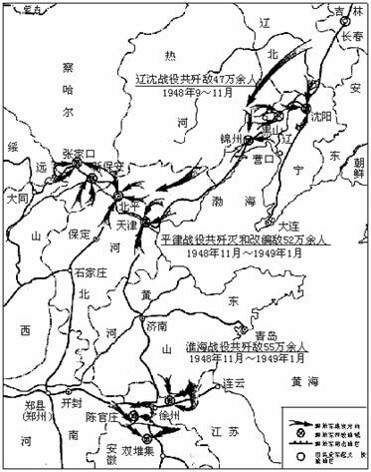 吉林
长春
辽
热
北
辽沈战役共歼敌47万余人
1948年9～11月
察
哈
尔
河
安
沈阳
黑山
锦州
辽
营口
东
宁
朝鲜
绥
远
张家口
新保安
北平
天津
渤海
大同
大连
山
保定
河
平津战役共歼灭和改编敌52万余人
1948年11月～1949年1月
石家庄
北
黄
河
东
济南
青岛
西
山
淮海战役共歼敌55万余人
1948年11月～1949年1月
连云
黄海
郑县
(郑州)
开封
陈官庄
徐州
河
南
安
徽
双堆集
江苏